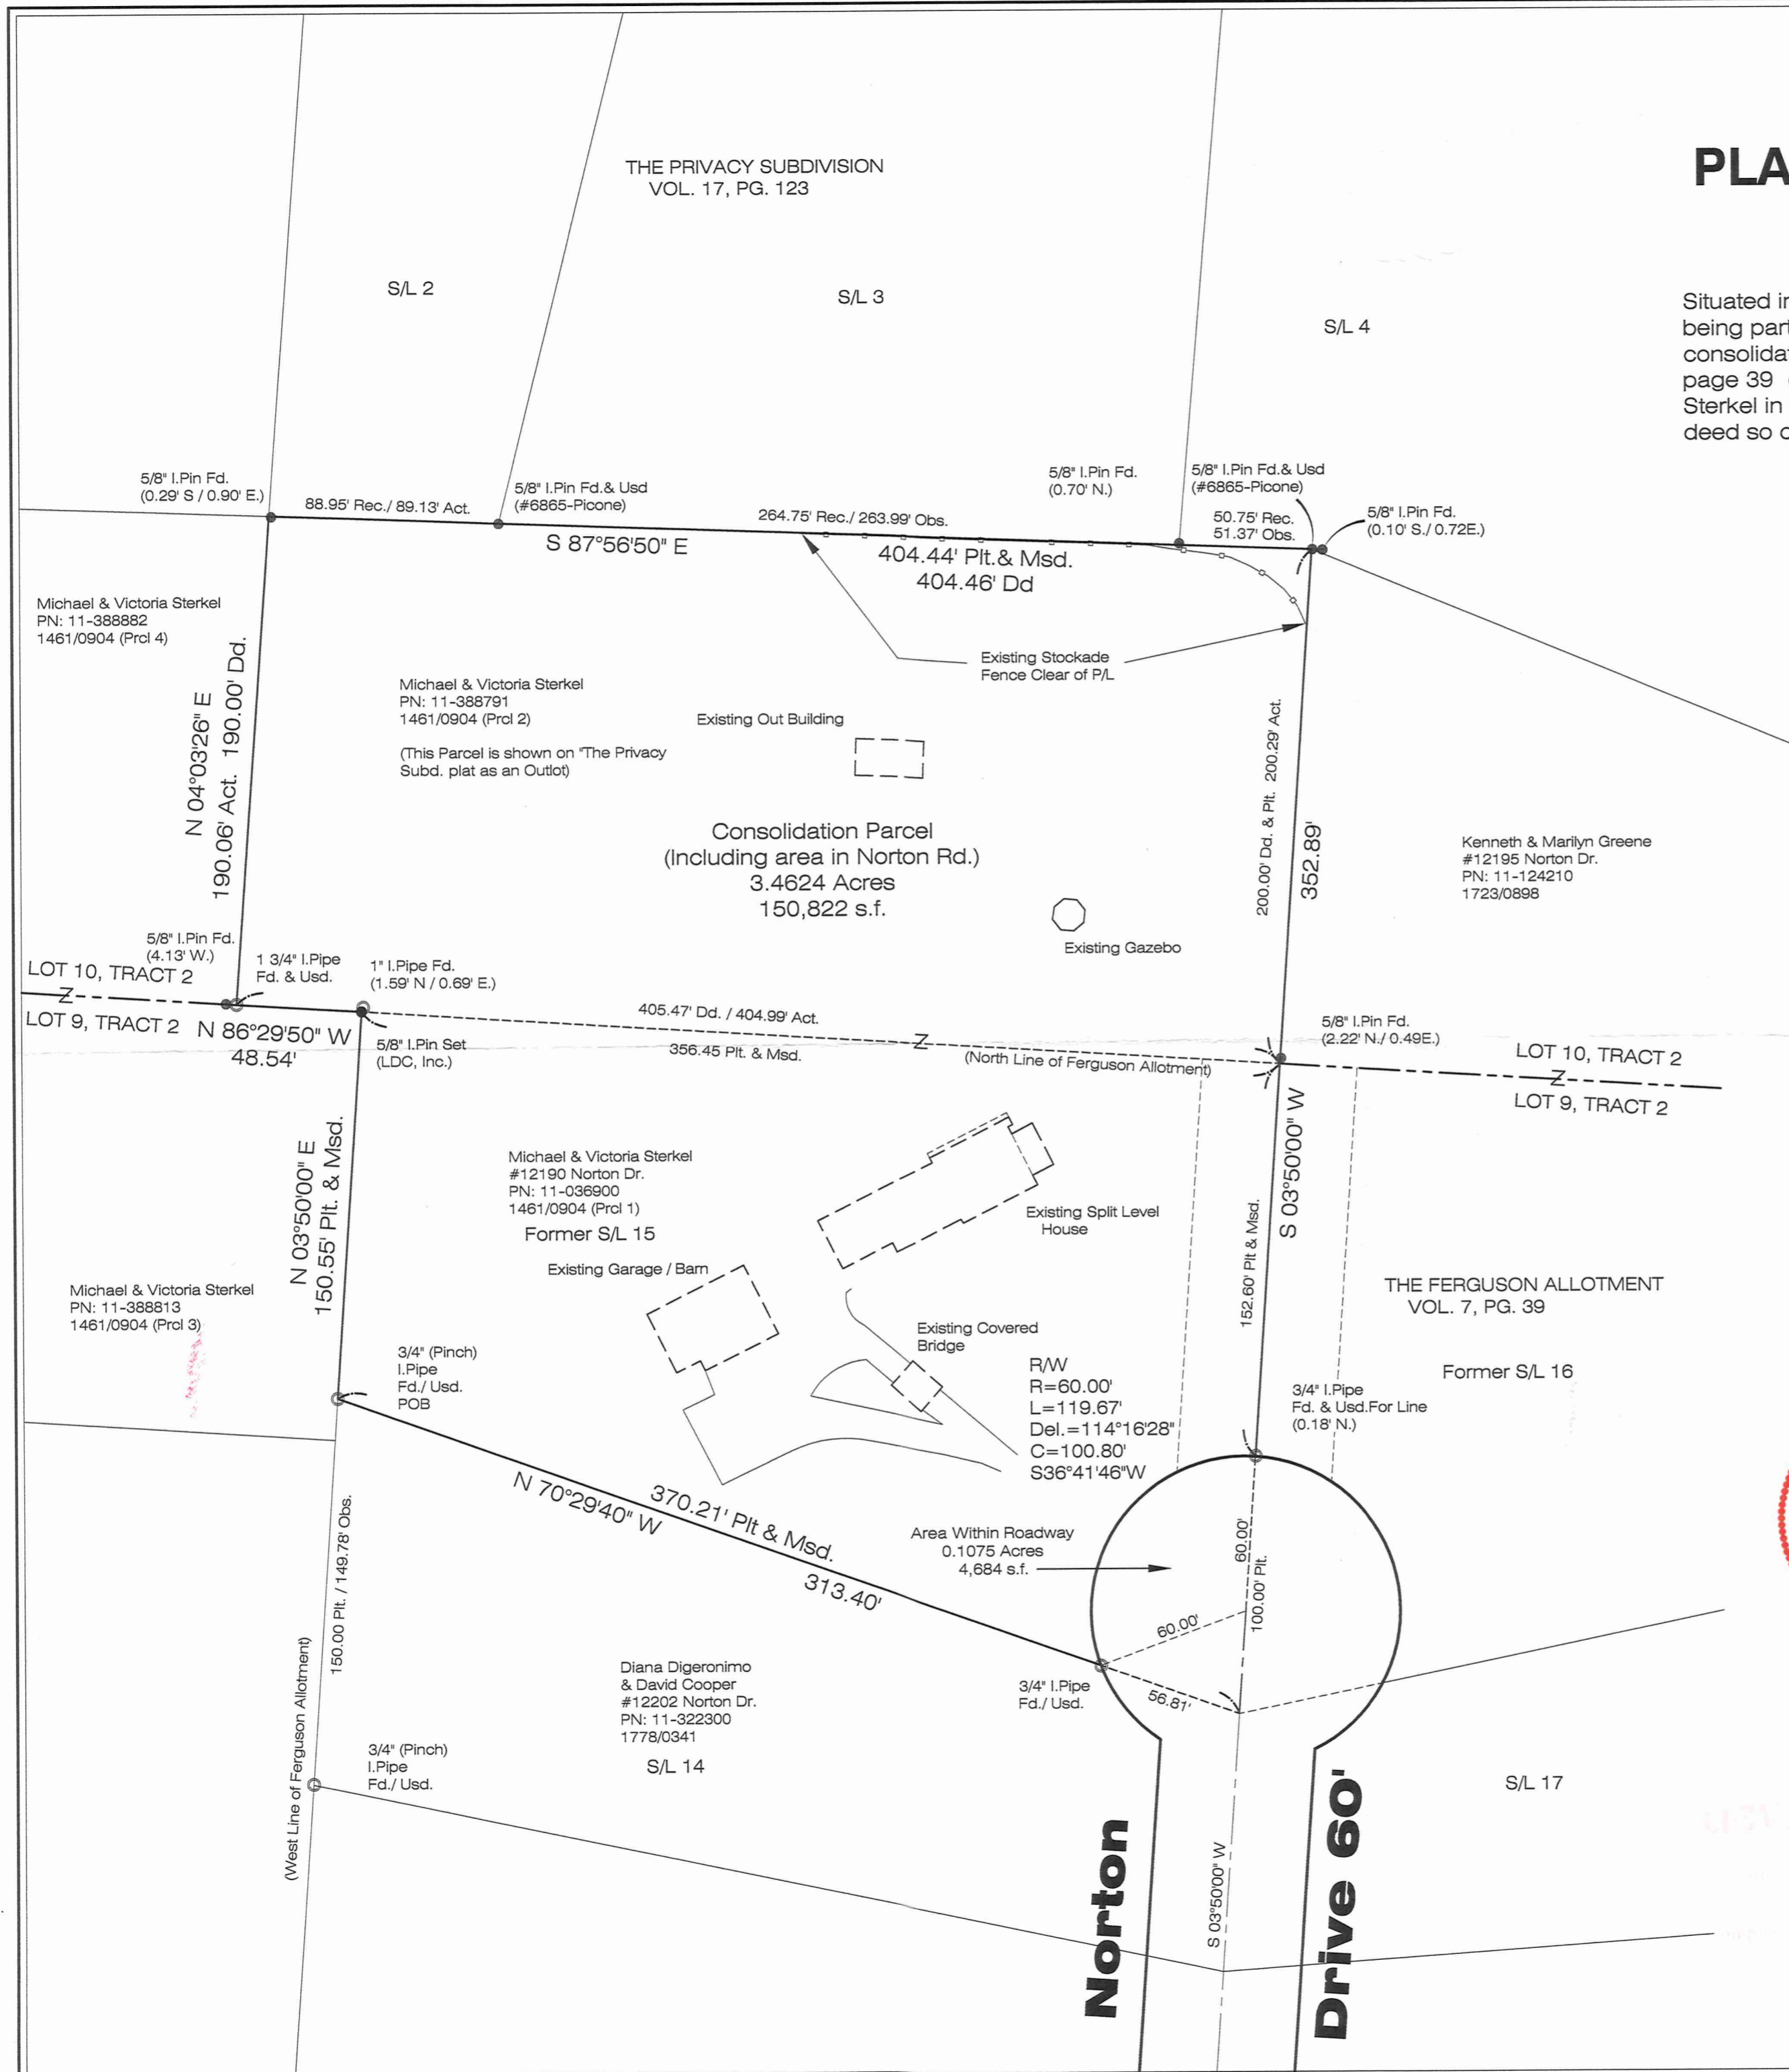 THE PRIVACY SUBDIVISION
VOL. 17, PG. 123
PLA
S/L 2
S/L 3
S/L 4
Situated in
being part
consolida
page 39
Sterkel in
deed so
5/8" I.Pin Fd.
(0.29' S / 0.90' E.)
88.95' Rec./ 89.13' Act.
5/8" I.Pin Fd.& Usd
(#6865-Picone)
264.75' Rec./ 263.99' Obs.
5/8" I.Pin Fd.
(0.70' N.)
5/8" I.Pin Fd.& Usd
(#6865-Picone)
50.75' Rec.
51.37' Obs.
5/8" I.Pin Fd.
(0.10' S./ 0.72E.)
S 87°56'50" E
404.44' Plt.& Msd.
404.46' Dd
Michael & Victoria Sterkel
PN: 11-388882
1461/0904 (Prcl 4)
N 04°03'26" E
190.06' Act. 190.00' Dd.
Michael & Victoria Sterkel
PN: 11-388791
1461/0904 (Prcl 2)
(This Parcel is shown on "The Privacy
Subd. plat as an Outlot)
Existing Stockade
Fence Clear of P/L
Existing Out Building
200.00' Dd. & Plt. 200.29' Act.
352.89'
Consolidation Parcel
(Including area in Norton Rd.)
3.4624 Acres
150,822 s.f.
Existing Gazebo
Kenneth & Marilyn Greene
#12195 Norton Dr.
PN: 11-124210
1723/0898
5/8" I.Pin Fd.
(4.13' W.)
1 3/4" I.Pipe
Fd. & Usd.
1" I.Pipe Fd.
(1.59' N / 0.69' E.)
LOT 10, TRACT 2
LOT 9, TRACT 2
N 86°29'50" W
48.54'
5/8" I.Pin Set
(LDC, Inc.)
405.47' Dd. / 404.99' Act.
356.45 Plt. & Msd.
(North Line of Ferguson Allotment)
5/8" I.Pin Fd.
(2.22' N./ 0.49E.)
LOT 10, TRACT 2
LOT 9, TRACT 2
N 03°50'00" E
150.55' Plt. & Msd.
Michael & Victoria Sterkel
#12190 Norton Dr.
PN: 11-036900
1461/0904 (Prcl 1)
Former S/L 15
Existing Split Level
House
Existing Garage / Barn
152.60' Plt & Msd.
S 03°50'00" W
Michael & Victoria Sterkel
PN: 11-388813
1461/0904 (Prcl 3)
THE FERGUSON ALLOTMENT
VOL. 7, PG. 39
Former S/L 16
Existing Covered
Bridge
3/4" (Pinch)
I.Pipe
Fd./ Usd.
POB
R/W
R=60.00'
L=119.67'
Del.=114°16'28"
C=100.80'
S36°41'46"W
3/4" I.Pipe
Fd. & Usd.For Line
(0.18' N.)
N 70°29'40" W
370.21' Plt & Msd.
313.40'
Area Within Roadway
0.1075 Acres
4,684 s.f.
60.00'
100.00' Plt.
60.00'
56.81'
150.00 Plt. / 149.78' Obs.
(West Line of Ferguson Allotment)
Diana Digeronimo
& David Cooper
#12202 Norton Dr.
PN: 11-322300
1778/0341
S/L 14
3/4" I.Pipe
Fd./ Usd.
3/4" (Pinch)
I.Pipe
Fd./ Usd.
S/L 17
S 03°50'00" W
Norton
Drive 60'